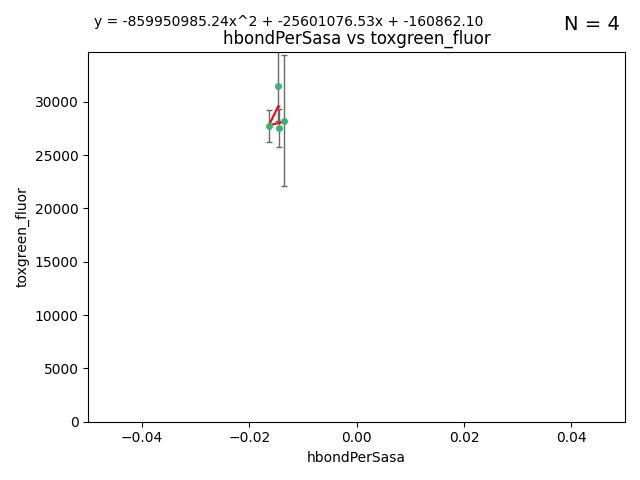 y = -859950985.24x^2 + -25601076.53x + -160862.10
N = 4
hbondPerSasa vs toxgreen_fluor
toxgreen_fluor
30000
25000
20000
15000
10000
5000
0
−0.04
−0.02
0.00
0.02
0.04
hbondPerSasa